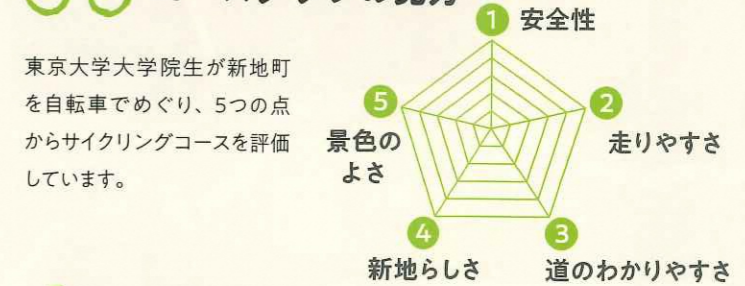 東京大学大学院生が新地町
を自転車でめぐり、5つの点
からサイクリングコースを評価
しています。
1 安全性
2
走りやすさ
3
道のわかりやすさ
4
新地らしさ
5
景色の
よさ